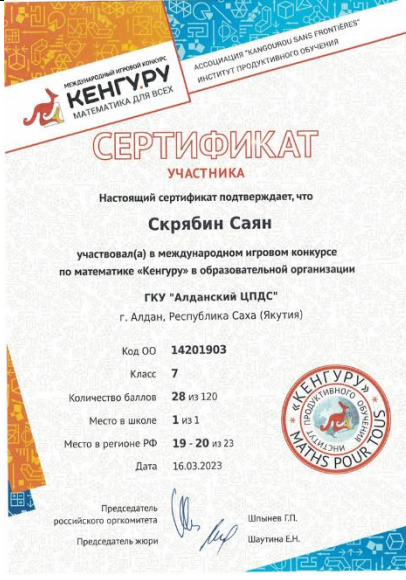 МЕЖДУНАРОДНЫЙ ИГРОВОЙ КОНКУРС
КЕНГУ.РУ
МАТЕМАТИКА ДЛЯ ВСЕХ
АССОЦИАЦИЯ "KANGOUROU SANS FRONTIÈRES"
ИНСТИТУТ ПРОДУКТИВНОГО ОБУЧЕНИЯ
СЕРТИФИКАТ
УЧАСТНИКА
Настоящий сертификат подтверждает, что
Скрябин Саян
участвовал(а) в международном игровом конкурсе
по математике «Кенгуру» в образовательной организации
ГКУ "Алданский ЦПДС"
г. Алдан, Республика Саха (Якутия)
Код ОО 14201903
Класс 7
Количество баллов 28 из 120
Место в школе 1 из 1
Место в регионе РФ 19 - 20 из 23
Дата 16.03.2023
«КЕНГУРУ»
ИНСТИТУТ ПРОДУКТИВНОГО ОБУЧЕНИЯ
MATHS POUR TOUS
Председатель
российского оргкомитета
Шпынев Г.П.
Председатель жюри
Шаутина Е.Н.